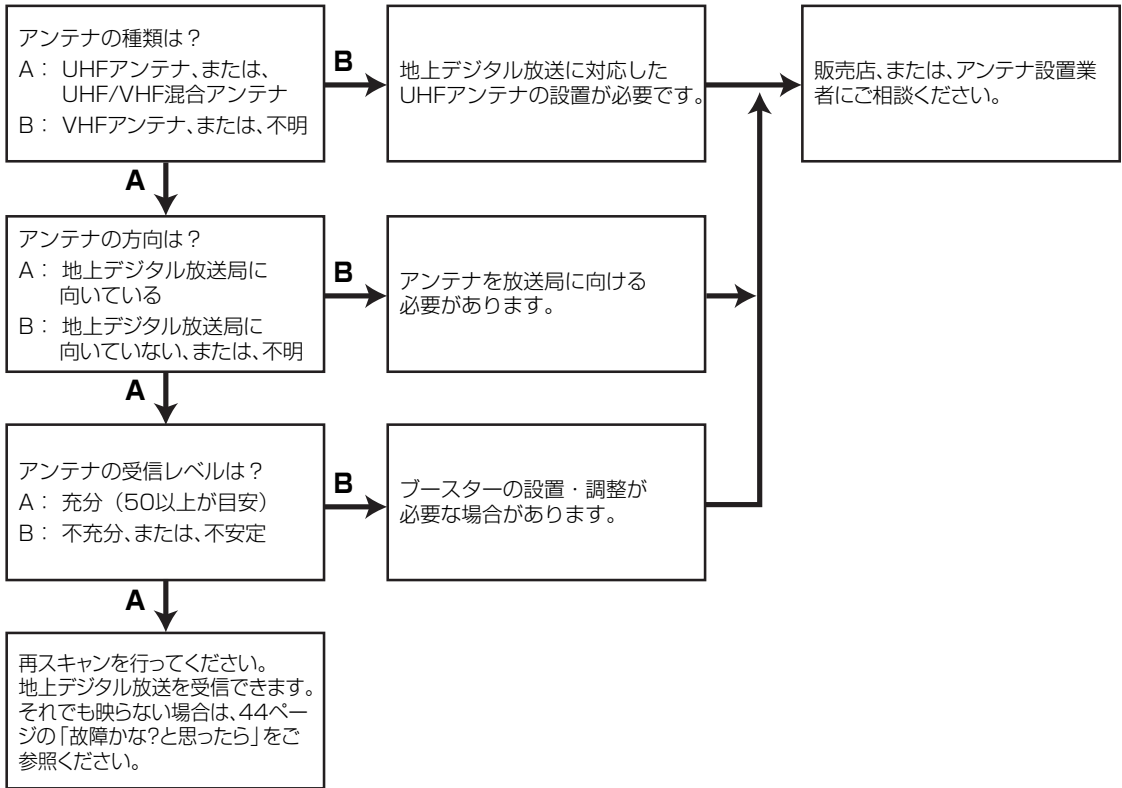 アンテナの種類は？
A： UHFアンテナ、または、
UHF/VHF混合アンテナ
B： VHFアンテナ、または、不明
B
地上デジタル放送に対応した
UHFアンテナの設置が必要です。
販売店、または、アンテナ設置業
者にご相談ください。
A
アンテナの方向は？
A： 地上デジタル放送局に
向いている
B： 地上デジタル放送局に
向いていない、または、不明
B
アンテナを放送局に向ける
必要があります。
A
アンテナの受信レベルは？
A： 充分（50以上が目安）
B： 不充分、または、不安定
B
ブースターの設置・調整が
必要な場合があります。
A
再スキャンを行ってください。
地上デジタル放送を受信できます。
それでも映らない場合は、44ペー
ジの「故障かな?と思ったら」をご
参照ください。